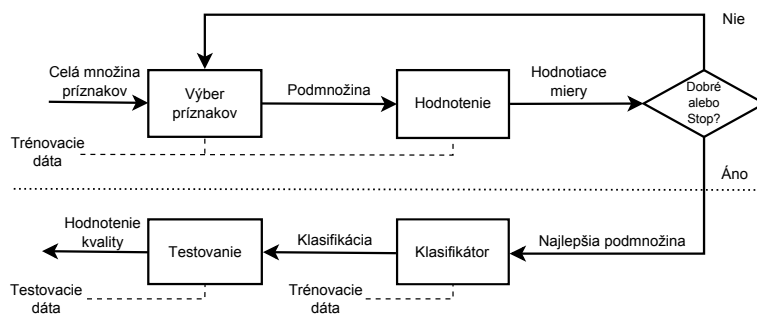 Nie
Celá množina
príznakov
Výber
príznakov
Podmnožina
Hodnotenie
Hodnotiace
miery
Dobré
alebo
Stop?
Trénovacie
dáta
Áno
Hodnotenie
kvality
Testovanie
Klasifikácia
Klasifikátor
Najlepšia podmnožina
Testovacie
dáta
Trénovacie
dáta